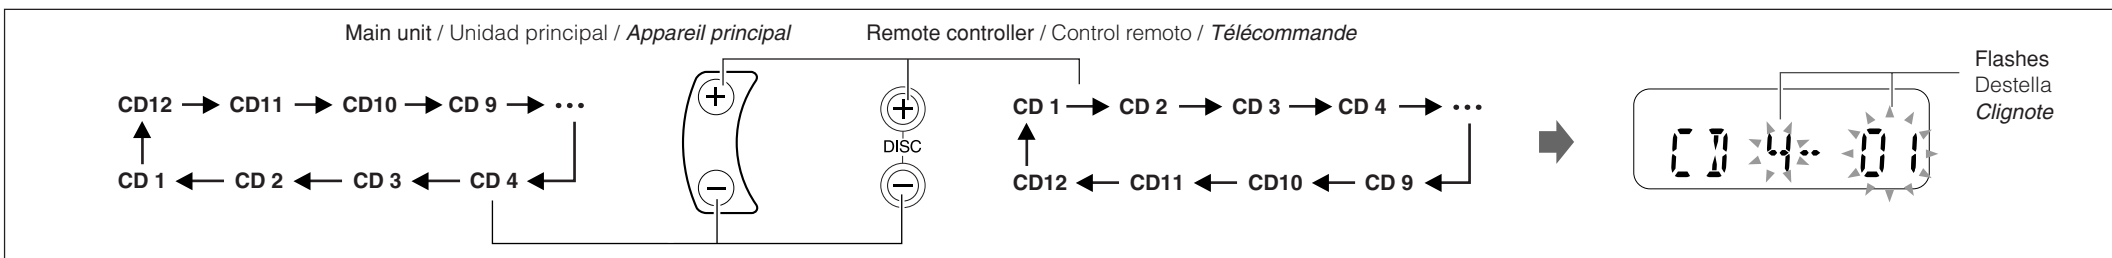 Main unit / Unidad principal / Appareil principal
Remote controller / Control remoto / Télécommande
CD12 → CD11 → CD10 → CD 9 → •••
CD 1 ← CD 2 ← CD 3 ← CD 4
+
−
+
DISC
−
CD 1 → CD 2 → CD 3 → CD 4 → •••
CD12 ← CD11 ← CD10 ← CD 9
CD 4-- 01
Flashes
Destella
Clignote